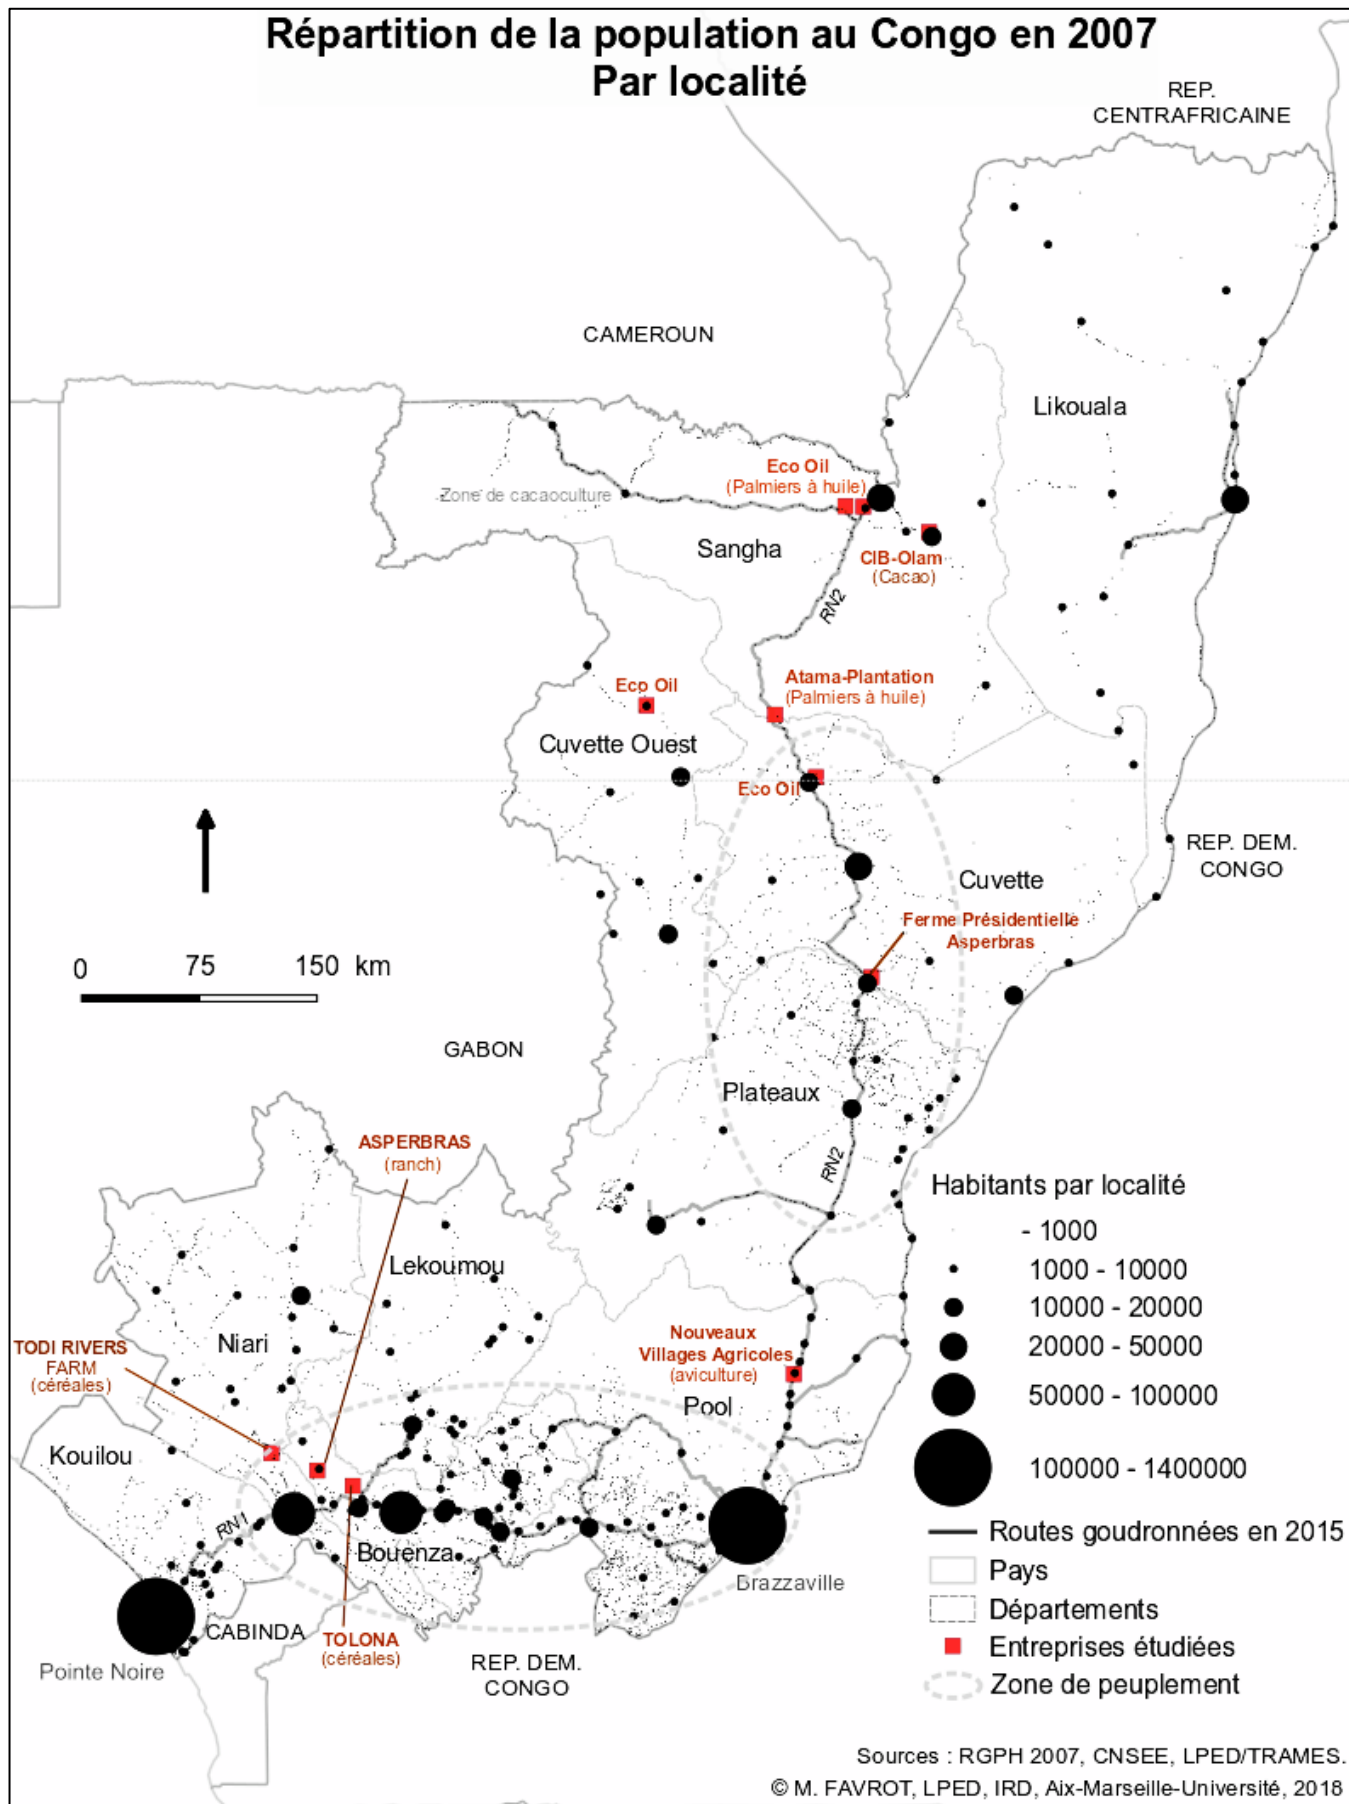 Répartition de la population au Congo en 2007
Par localité
REP.
CENTRAFRICAINE
CAMEROUN
Likouala
Eco Oil
(Palmiers à huile)
Zone de cacaoculture
Sangha
CIB-Olam
(Cacao)
RN2
Eco Oil
Atama-Plantation
(Palmiers à huile)
Cuvette Ouest
Eco Oil
REP. DEM.
CONGO
Cuvette
Ferme Présidentielle
Asperbras
0 75 150 km
GABON
Plateaux
ASPERBRAS
(ranch)
RN2
Habitants par localité
- 1000
1000 - 10000
10000 - 20000
20000 - 50000
50000 - 100000
100000 - 1400000
Routes goudronnées en 2015
Pays
Départements
Entreprises étudiées
Zone de peuplement
Lekoumou
Niari
TODI RIVERS
FARM
(céréales)
Nouveaux
Villages Agricoles
(aviculture)
Pool
Kouilou
RN1
Bouenza
Brazzaville
CABINDA
TOLONA
(céréales)
Pointe Noire
REP. DEM.
CONGO
Sources : RGPH 2007, CNSEE, LPED/TRAMES.
© M. FAVROT, LPED, IRD, Aix-Marseille-Université, 2018